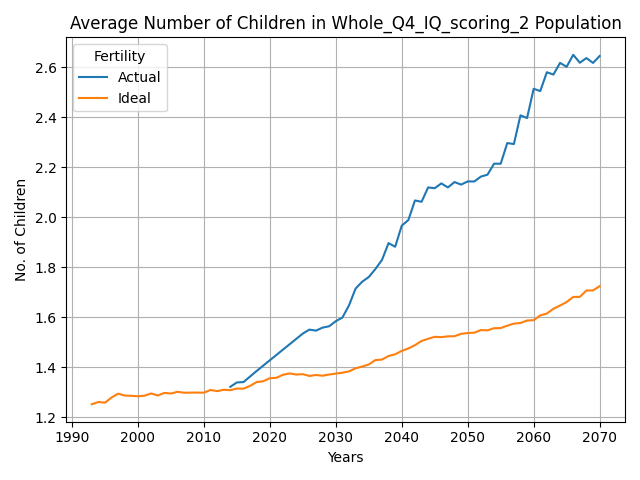 Average Number of Children in Whole_Q4_IQ_scoring_2 Population
Fertility
Actual
Ideal
No. of Children
2.6
2.4
2.2
2.0
1.8
1.6
1.4
1.2
1990 2000 2010 2020 2030 2040 2050 2060 2070
Years